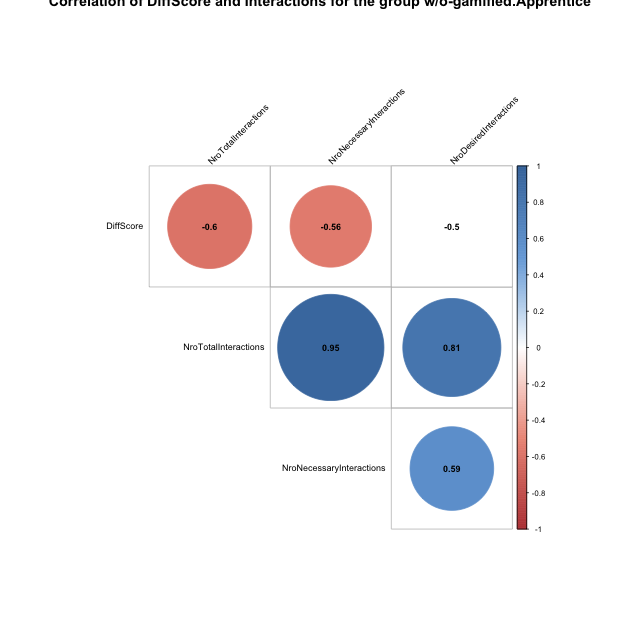 Correlation of DiffScore and Interactions for the group w/o-gamified.Apprentice
NroTotalInteractions
NroNecessaryInteractions
NroDesiredInteractions
DiffScore
-0.6
-0.56
-0.5
NroTotalInteractions
0.95
0.81
NroNecessaryInteractions
0.59
1
0.8
0.6
0.4
0.2
0
-0.2
-0.4
-0.6
-0.8
-1